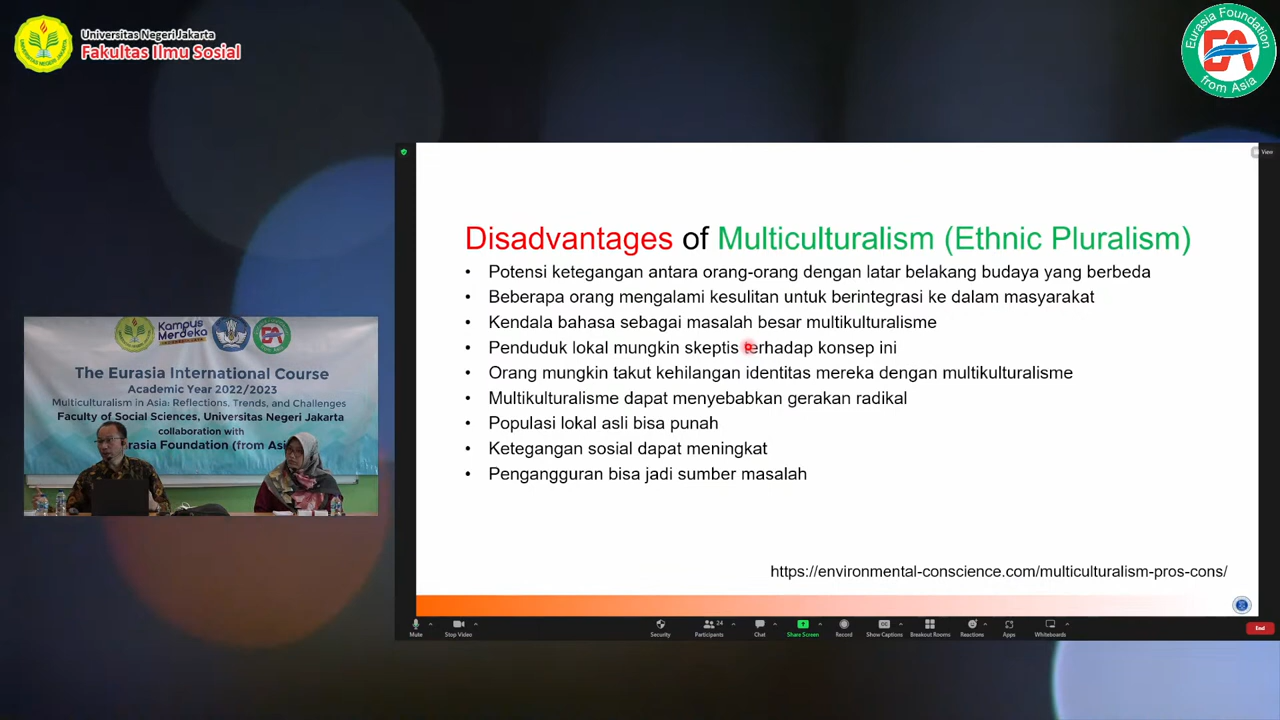 Universitas Negeri Jakarta
Fakultas Ilmu Sosial
Eurasia Foundation
EA
from Asia
View
Disadvantages of Multiculturalism (Ethnic Pluralism)
• Potensi ketegangan antara orang-orang dengan latar belakang budaya yang berbeda
• Beberapa orang mengalami kesulitan untuk berintegrasi ke dalam masyarakat
• Kendala bahasa sebagai masalah besar multikulturalisme
• Penduduk lokal mungkin skeptis terhadap konsep ini
• Orang mungkin takut kehilangan identitas mereka dengan multikulturalisme
• Multikulturalisme dapat menyebabkan gerakan radikal
• Populasi lokal asli bisa punah
• Ketegangan sosial dapat meningkat
• Pengangguran bisa jadi sumber masalah
https://environmental-conscience.com/multiculturalism-pros-cons/
Kampus
Merdeka
The Eurasia International Course
Academic Year 2022/2023
Multiculturalism in Asia: Reflections, Trends, and Challenges
Faculty of Social Sciences, Universitas Negeri Jakarta
collaboration with
rasia Foundation (from Asia
Mute
Stop Video
Security
Participants
24
Chat
Share Screen
Record
Show Captions
Breakout Rooms
Reactions
Apps
Whiteboards
End